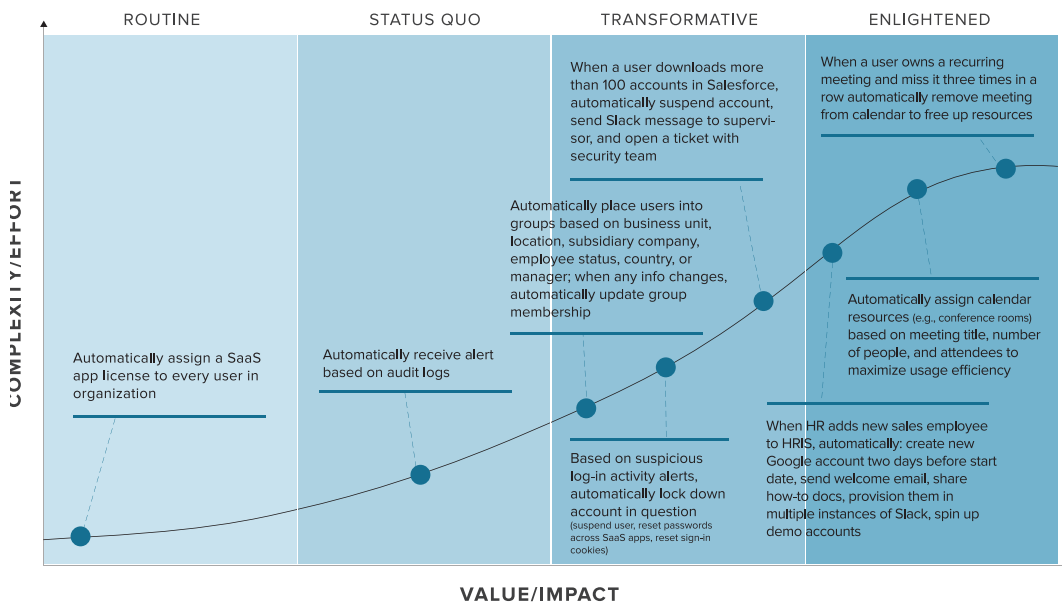 ROUTINE
STATUS QUO
TRANSFORMATIVE
ENLIGHTENED
COMPLEXITY/EFFORT
Automatically assign a SaaS
app license to every user in
organization
Automatically receive alert
based on audit logs
When a user downloads more
than 100 accounts in Salesforce,
automatically suspend account,
send Slack message to supervi-
sor, and open a ticket with
security team
Automatically place users into
groups based on business unit,
location, subsidiary company,
employee status, country, or
manager; when any info changes,
automatically update group
membership
Based on suspicious
log-in activity alerts,
automatically lock down
account in question
(suspend user, reset passwords
across SaaS apps, reset sign-in
cookies)
When a user owns a recurring
meeting and miss it three times in a
row automatically remove meeting
from calendar to free up resources
Automatically assign calendar
resources (e.g., conference rooms)
based on meeting title, number
of people, and attendees to
maximize usage efficiency
When HR adds new sales employee
to HRIS, automatically: create new
Google account two days before start
date, send welcome email, share
how-to docs, provision them in
multiple instances of Slack, spin up
demo accounts
VALUE/IMPACT